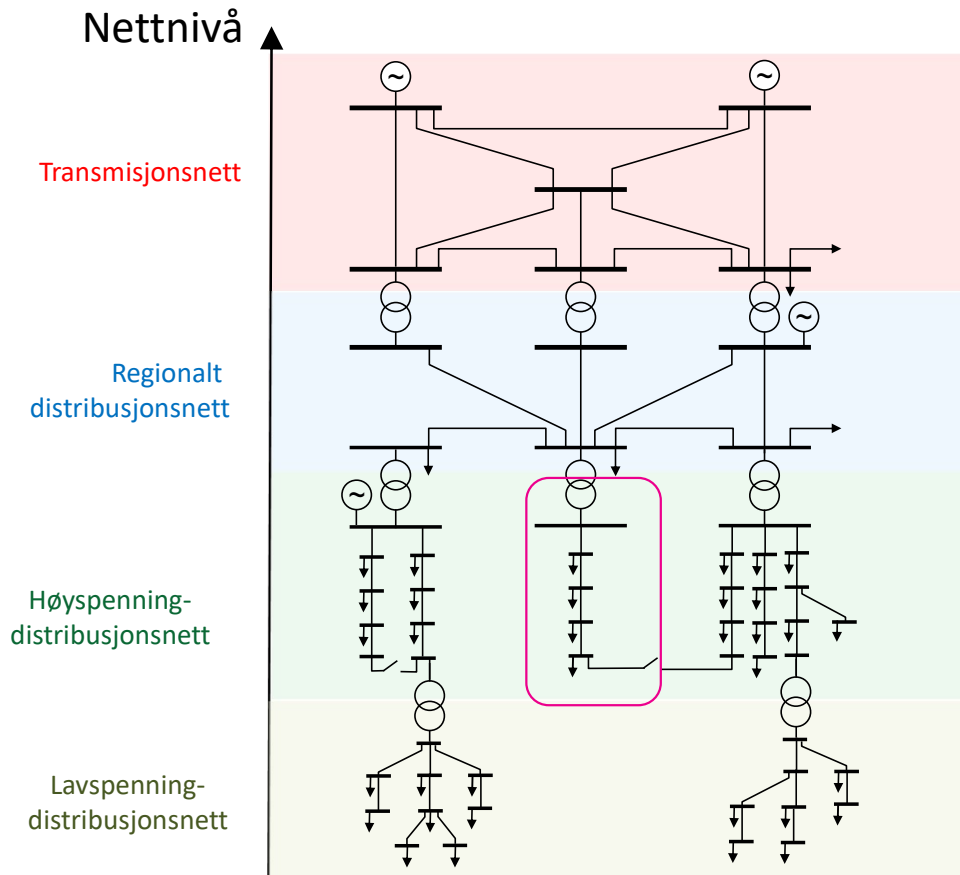 Nettnivå
Transmisjonsnett
Regionalt
distribusjonsnett
Høyspenning-
distribusjonsnett
Lavspenning-
distribusjonsnett